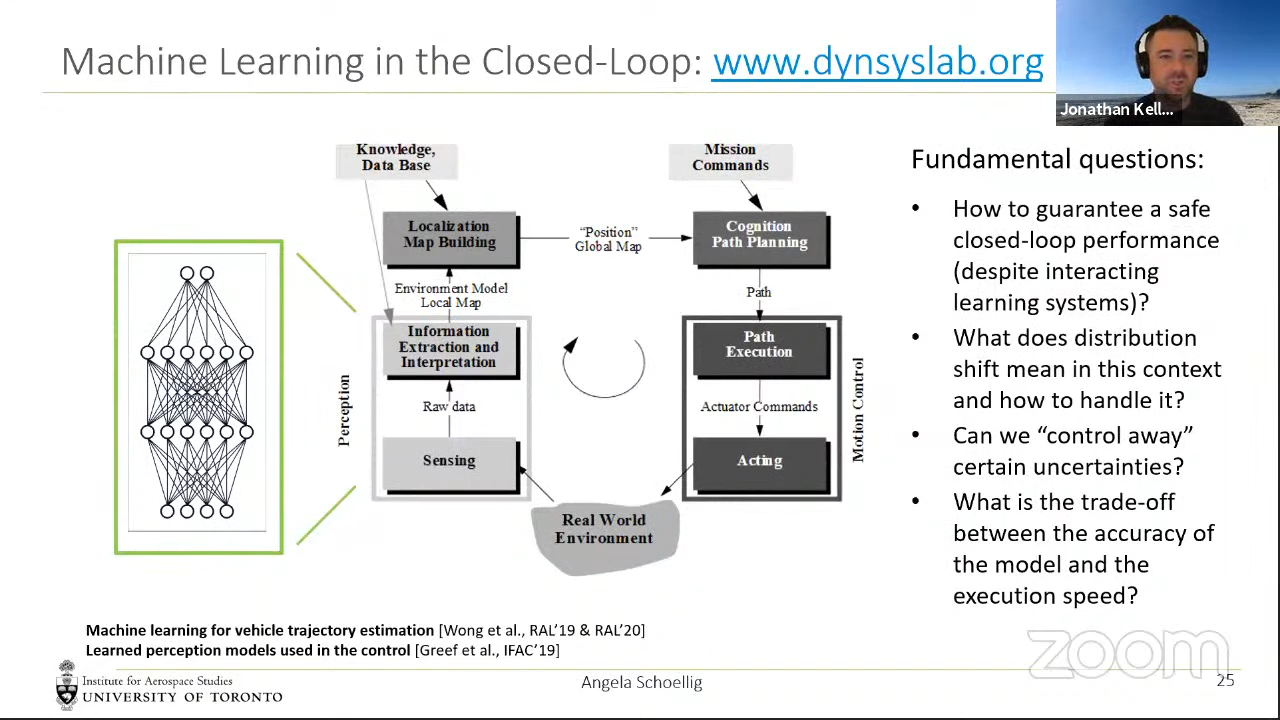 Machine Learning in the Closed-Loop: www.dynsyslab.org
Jonathan Kell...
Knowledge,
Data Base
Mission
Commands
Localization
Map Building
"Position"
Global Map
Cognition
Path Planning
Environment Model
Local Map
Path
Information
Extraction and
Interpretation
Path
Execution
Perception
Raw data
Actuator Commands
Motion Control
Sensing
Acting
Real World
Environment
Fundamental questions:
• How to guarantee a safe
closed-loop performance
(despite interacting
learning systems)?
• What does distribution
shift mean in this context
and how to handle it?
• Can we “control away”
certain uncertainties?
• What is the trade-off
between the accuracy of
the model and the
execution speed?
Machine learning for vehicle trajectory estimation [Wong et al., RAL’19 & RAL’20]
Learned perception models used in the control [Greef et al., IFAC’19]
zoom
Institute for Aerospace Studies
UNIVERSITY OF TORONTO
Angela Schoellig
25